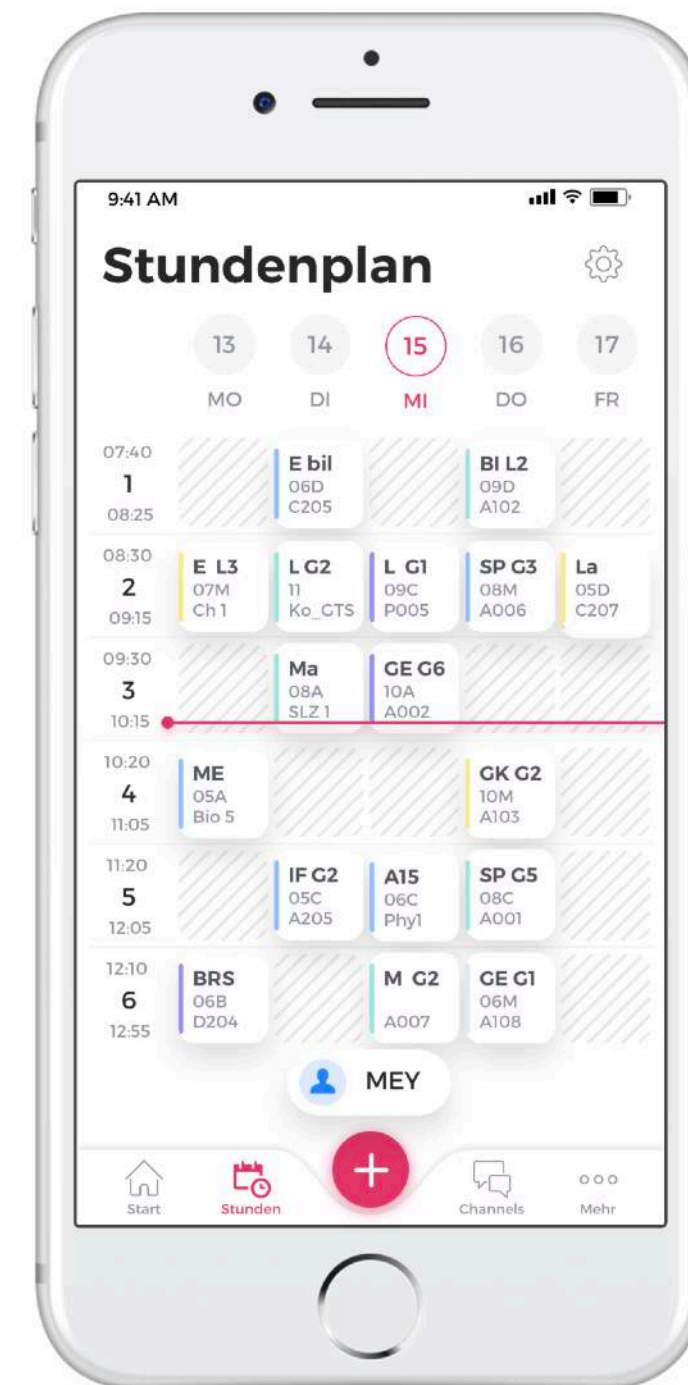 9:41 AM
Stundenplan
13 14 15 16 17
MO DI MI DO FR
07:40
1
08:25
E bil
06D
C205
BI L2
09D
A102
08:30
2
09:15
E L3
07M
Ch 1
L G2
11
Ko_GTS
L G1
09C
P005
SP G3
08M
A006
La
05D
C207
09:30
3
10:15
Ma
08A
SLZ 1
GE G6
10A
A002
10:20
4
11:05
ME
05A
Bio 5
GK G2
10M
A103
11:20
5
12:05
IF G2
05C
A205
A15
06C
Phy1
SP G5
08C
A001
12:10
6
12:55
BRS
06B
D204
M G2
A007
GE G1
06M
A108
MEY
Start Stunden Channels Mehr